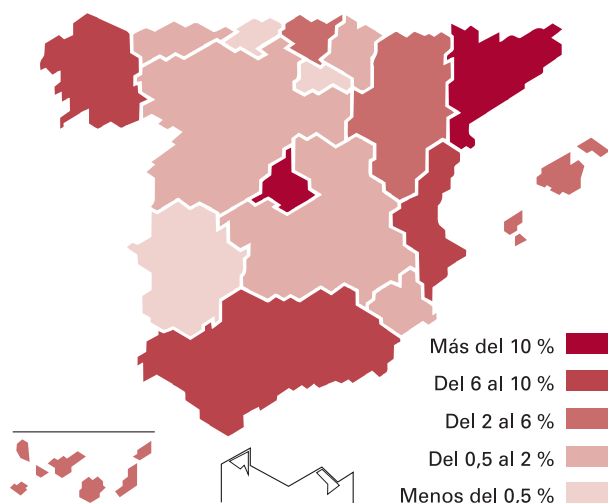 Más del 10 %
Del 6 al 10 %
Del 2 al 6 %
Del 0,5 al 2 %
Menos del 0,5 %